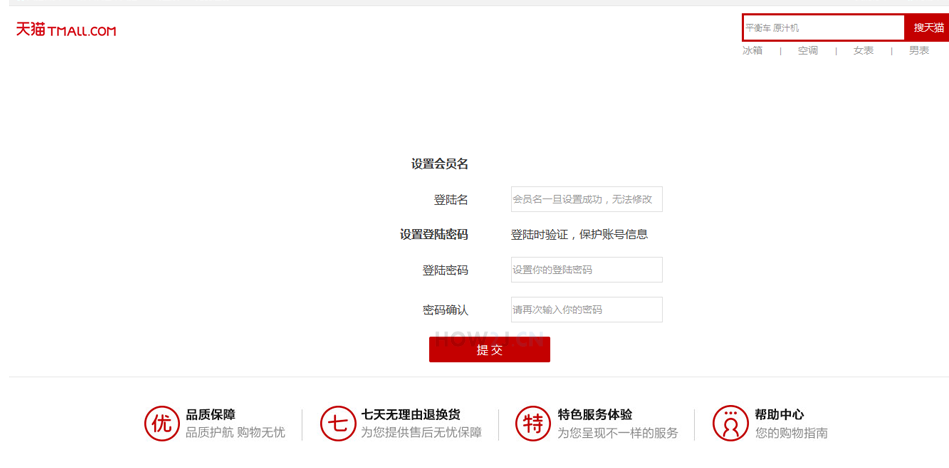 天猫 TMALL.COM
平衡车 原汁机 搜天猫
冰箱 | 空调 | 女表 | 男表
设置会员名
登陆名 会员名一旦设置成功，无法修改
设置登陆密码 登陆时验证，保护账号信息
登陆密码 设置你的登陆密码
密码确认 请再次输入你的密码
HOW2J.CN
提 交
优 品质保障
品质护航 购物无忧
七 七天无理由退换货
为您提供售后无忧保障
特 特色服务体验
为您呈现不一样的服务
帮助中心
您的购物指南